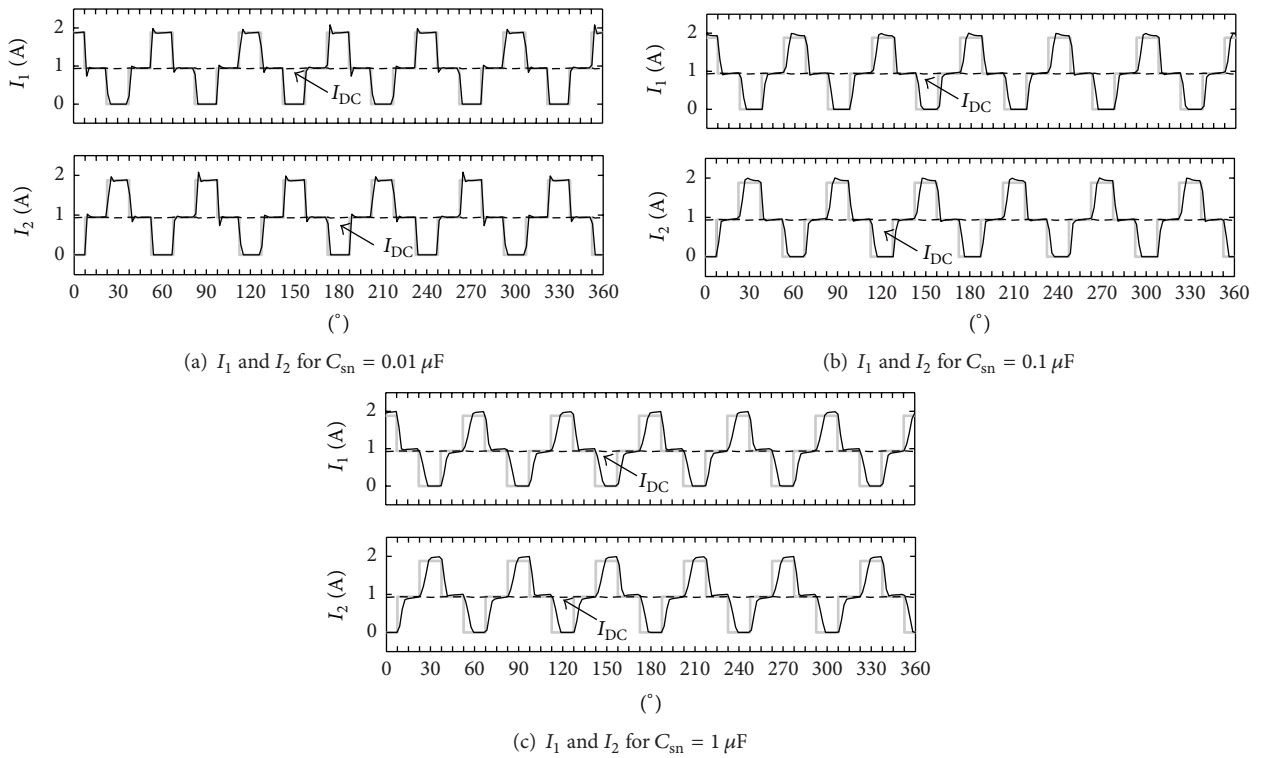 I1 (A)
2
1
0
IDC
I2 (A)
2
1
0
IDC
0 30 60 90 120 150 180 210 240 270 300 330 360
(°)
(a) I1 and I2 for Csn = 0.01 μF
I1 (A)
2
1
0
IDC
I2 (A)
2
1
0
IDC
0 30 60 90 120 150 180 210 240 270 300 330 360
(°)
(b) I1 and I2 for Csn = 0.1 μF
I1 (A)
2
1
0
IDC
I2 (A)
2
1
0
IDC
0 30 60 90 120 150 180 210 240 270 300 330 360
(°)
(c) I1 and I2 for Csn = 1 μF